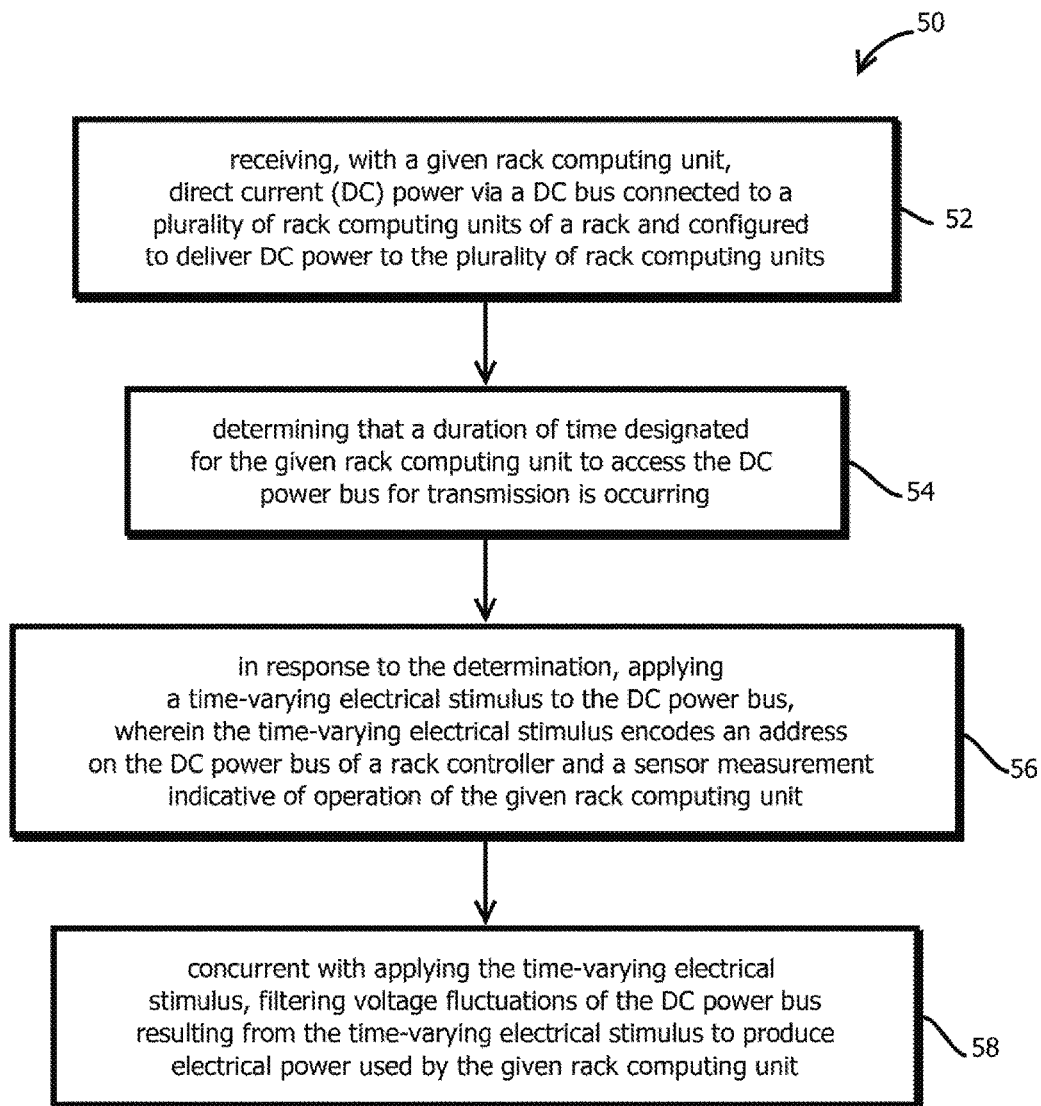 50
receiving, with a given rack computing unit,
direct current (DC) power via a DC bus connected to a
plurality of rack computing units of a rack and configured
to deliver DC power to the plurality of rack computing units
52
determining that a duration of time designated
for the given rack computing unit to access the DC
power bus for transmission is occurring
54
in response to the determination, applying
a time-varying electrical stimulus to the DC power bus,
wherein the time-varying electrical stimulus encodes an address
on the DC power bus of a rack controller and a sensor measurement
indicative of operation of the given rack computing unit
56
concurrent with applying the time-varying electrical
stimulus, filtering voltage fluctuations of the DC power bus
resulting from the time-varying electrical stimulus to produce
electrical power used by the given rack computing unit
58